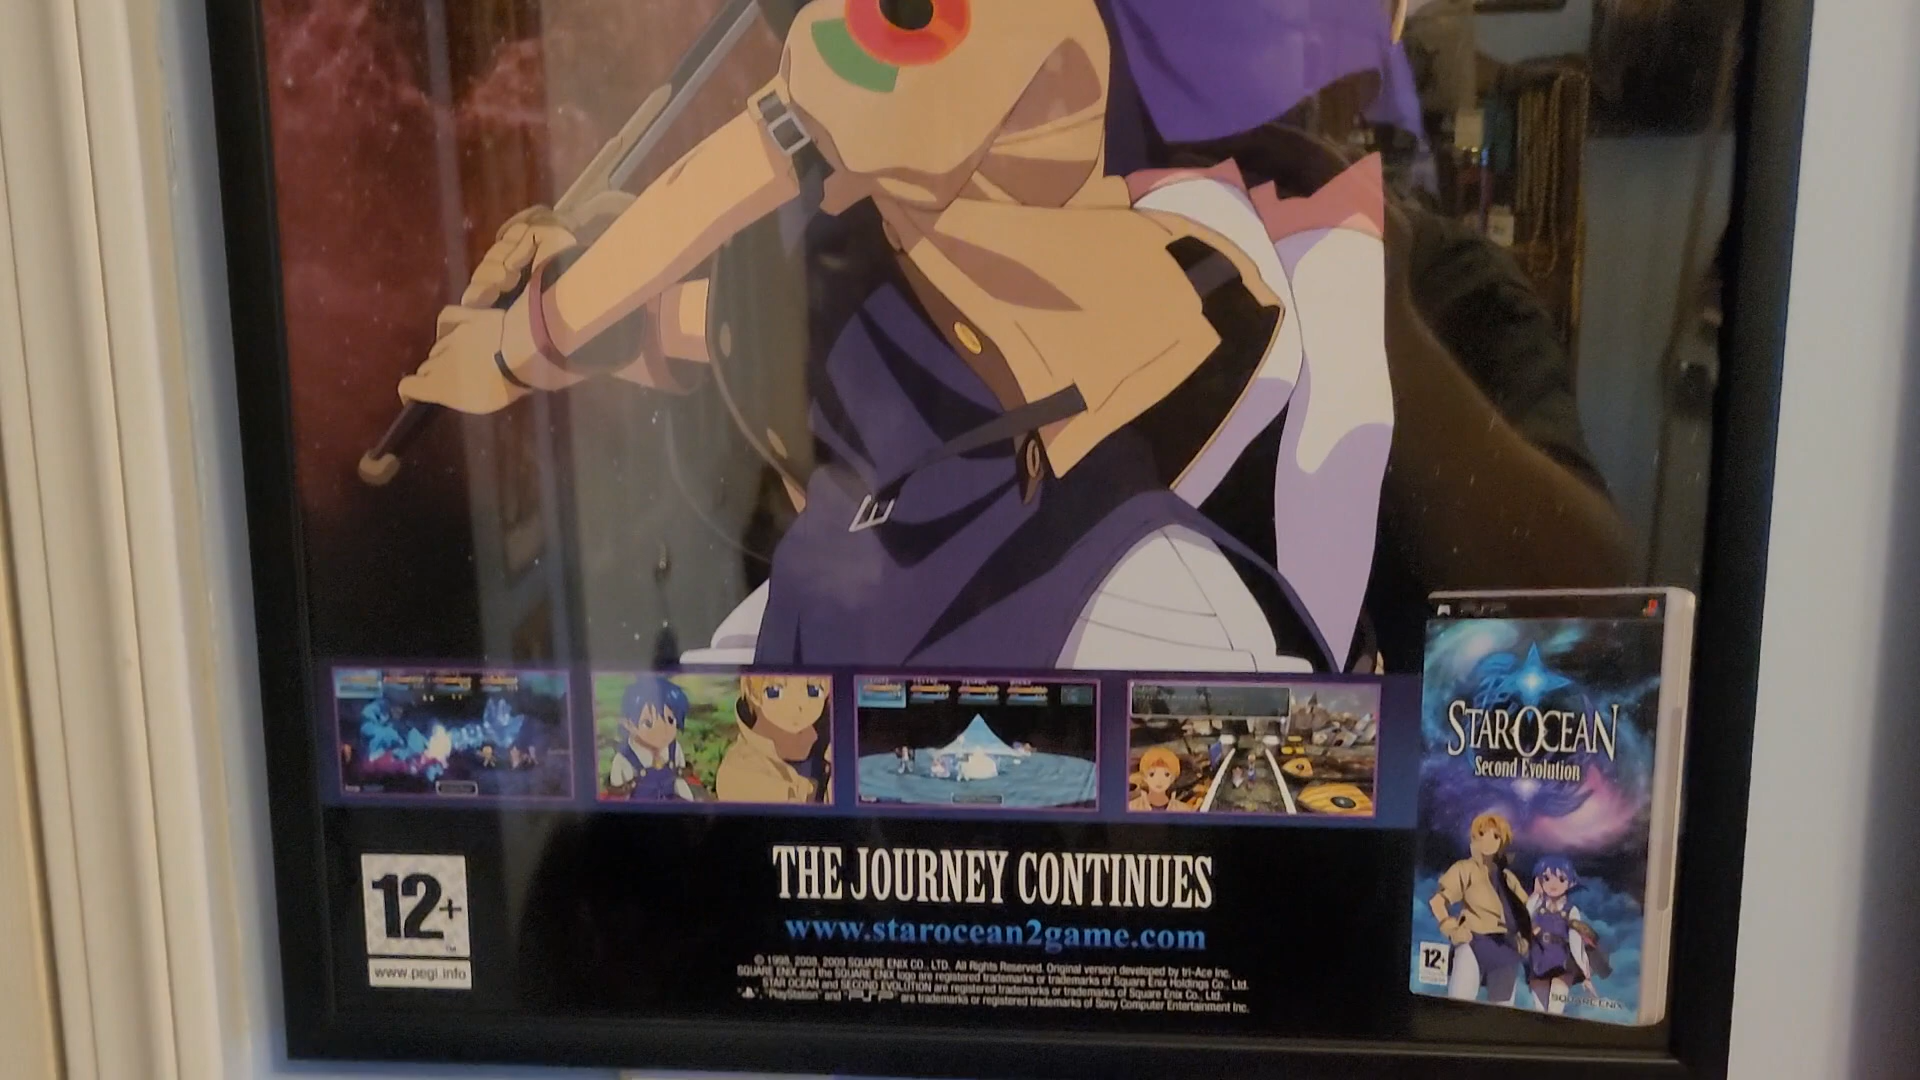 STAR OCEAN
Second Evolution
12+
SQUARE ENIX
THE JOURNEY CONTINUES
www.starocean2game.com
12+
www.pegi.info
© 1998, 2008, 2009 SQUARE ENIX CO., LTD. All Rights Reserved. Original version developed by tri-Ace Inc.
SQUARE ENIX and the SQUARE ENIX logo are registered trademarks or trademarks of Square Enix Holdings Co., Ltd.
STAR OCEAN and SECOND EVOLUTION are registered trademarks or trademarks of Square Enix Co., Ltd.
"PlayStation" and "PSP" are trademarks or registered trademarks of Sony Computer Entertainment Inc.